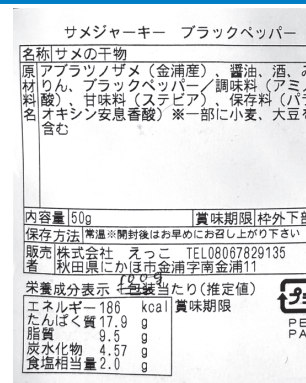 サメジャーキー　ブラックペッパー
名称 サメの干物
原材料名 アブラツノザメ（金浦産）、醤油、酒、み
りん、ブラックペッパー／調味料（アミノ
酸）、甘味料（ステビア）、保存料（パラ
オキシン安息香酸）※一部に小麦、大豆を
含む
内容量 50g 賞味期限 枠外下部
保存方法 常温※開封後はお早めにお召し上がり下さい
販売者 株式会社　えっこ　TEL08067829135
秋田県にかほ市金浦字南金浦11
100g
栄養成分表示 1包装当たり(推定値)
エネルギー 186 kcal 賞味期限
たんぱく質 17.9 g
脂質 9.5 g
炭水化物 4.57 g
食塩相当量 2.0 g
プラ
PE
PA